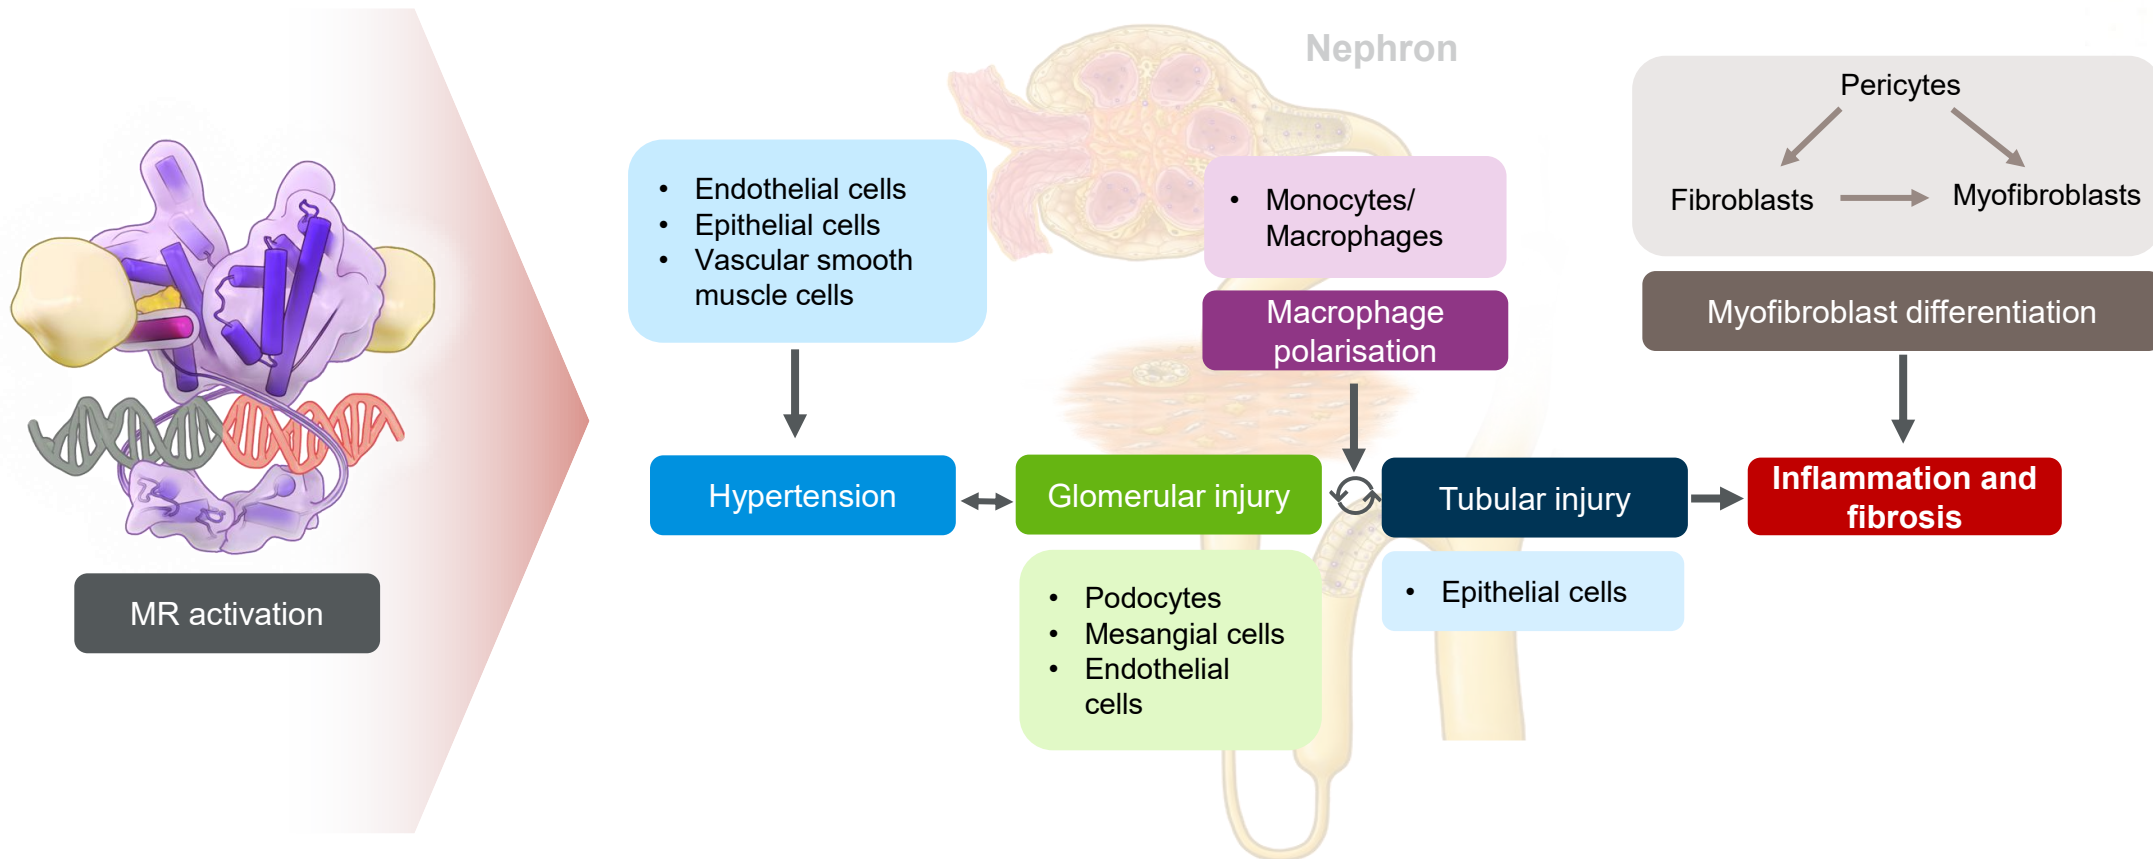 Nephron
Pericytes
Fibroblasts
Myofibroblasts
• Endothelial cells
• Epithelial cells
• Vascular smooth
muscle cells
• Monocytes/
Macrophages
Macrophage
polarisation
Myofibroblast differentiation
Hypertension
Glomerular injury
Tubular injury
Inflammation and
fibrosis
MR activation
• Podocytes
• Mesangial cells
• Endothelial
cells
• Epithelial cells